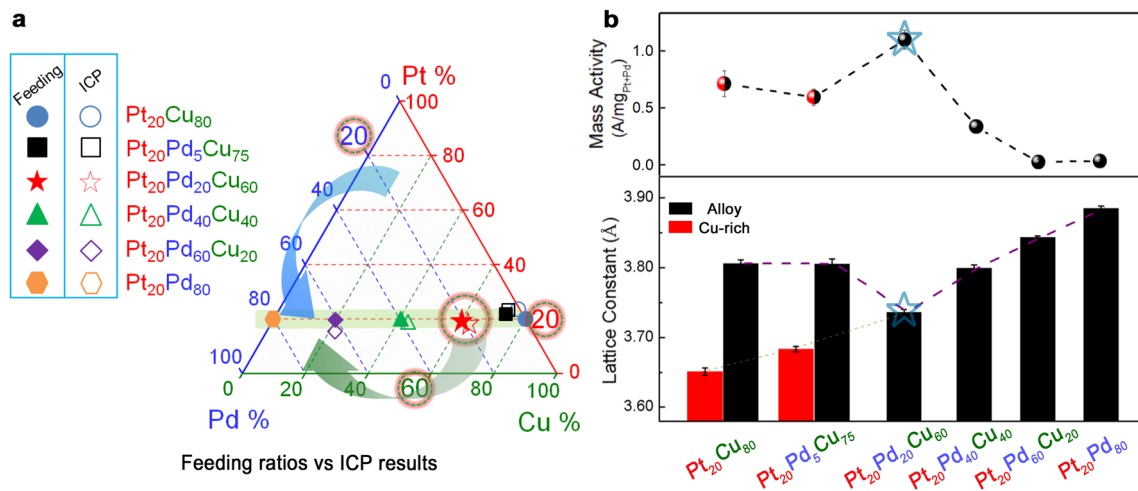 a
Feeding
ICP
Pt20Cu80
Pt20Pd5Cu75
Pt20Pd20Cu60
Pt20Pd40Cu40
Pt20Pd60Cu20
Pt20Pd80
Pt %
0
20
40
60
80
100
100
80
60
40
20
0
0
20
40
60
80
100
Pd %
Cu %
Feeding ratios vs ICP results
b
Mass Activity
(A/mgPt+Pd)
1.0
0.5
0.0
Alloy
Cu-rich
Lattice Constant (Å)
3.90
3.80
3.70
3.60
Pt20Cu80
Pt20Pd5Cu75
Pt20Pd20Cu60
Pt20Pd40Cu40
Pt20Pd60Cu20
Pt20Pd80